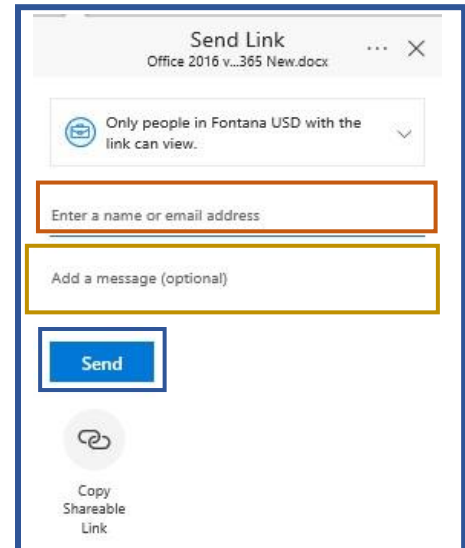 Send Link
Office 2016 v...365 New.docx
Only people in Fontana USD with the
link can view.
Enter a name or email address
Add a message (optional)
Send
Copy
Shareable
Link